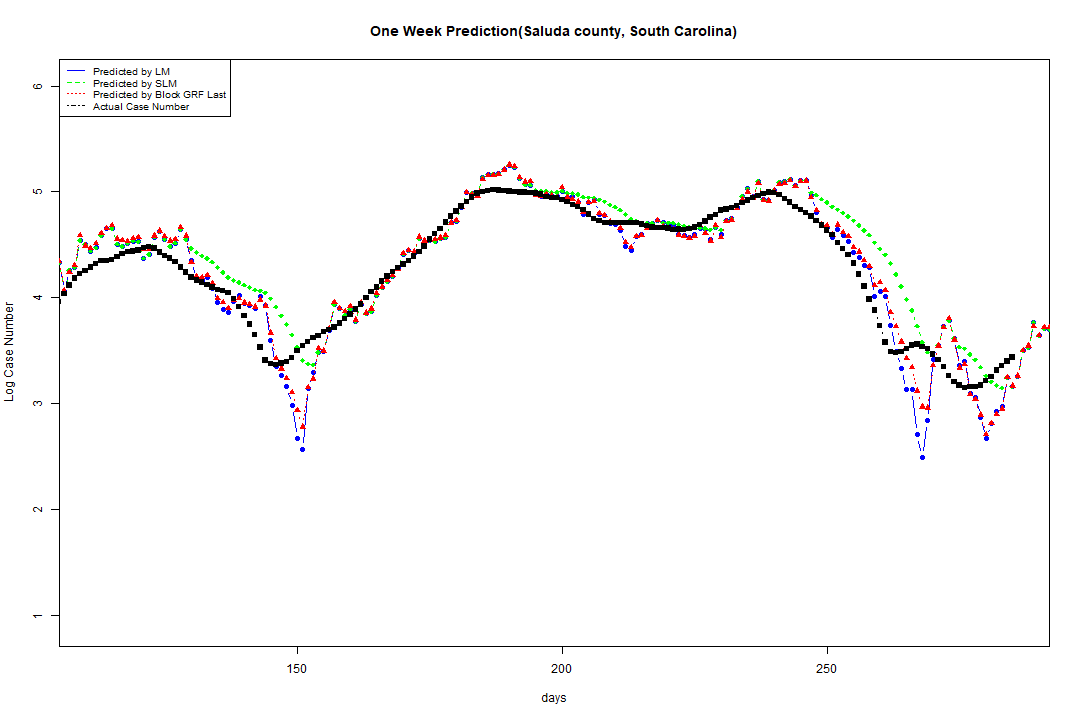 One Week Prediction(Saluda county, South Carolina)
Predicted by LM
Predicted by SLM
Predicted by Block GRF Last
Actual Case Number
6
5
4
3
2
1
Log Case Number
150
200
250
days